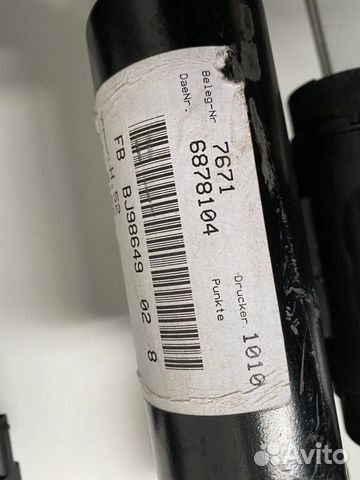 Beleg-Nr 7671 Drucker 1010
DaeNr. 6878104 Punkte
FB BJ98649 02 8
Avito